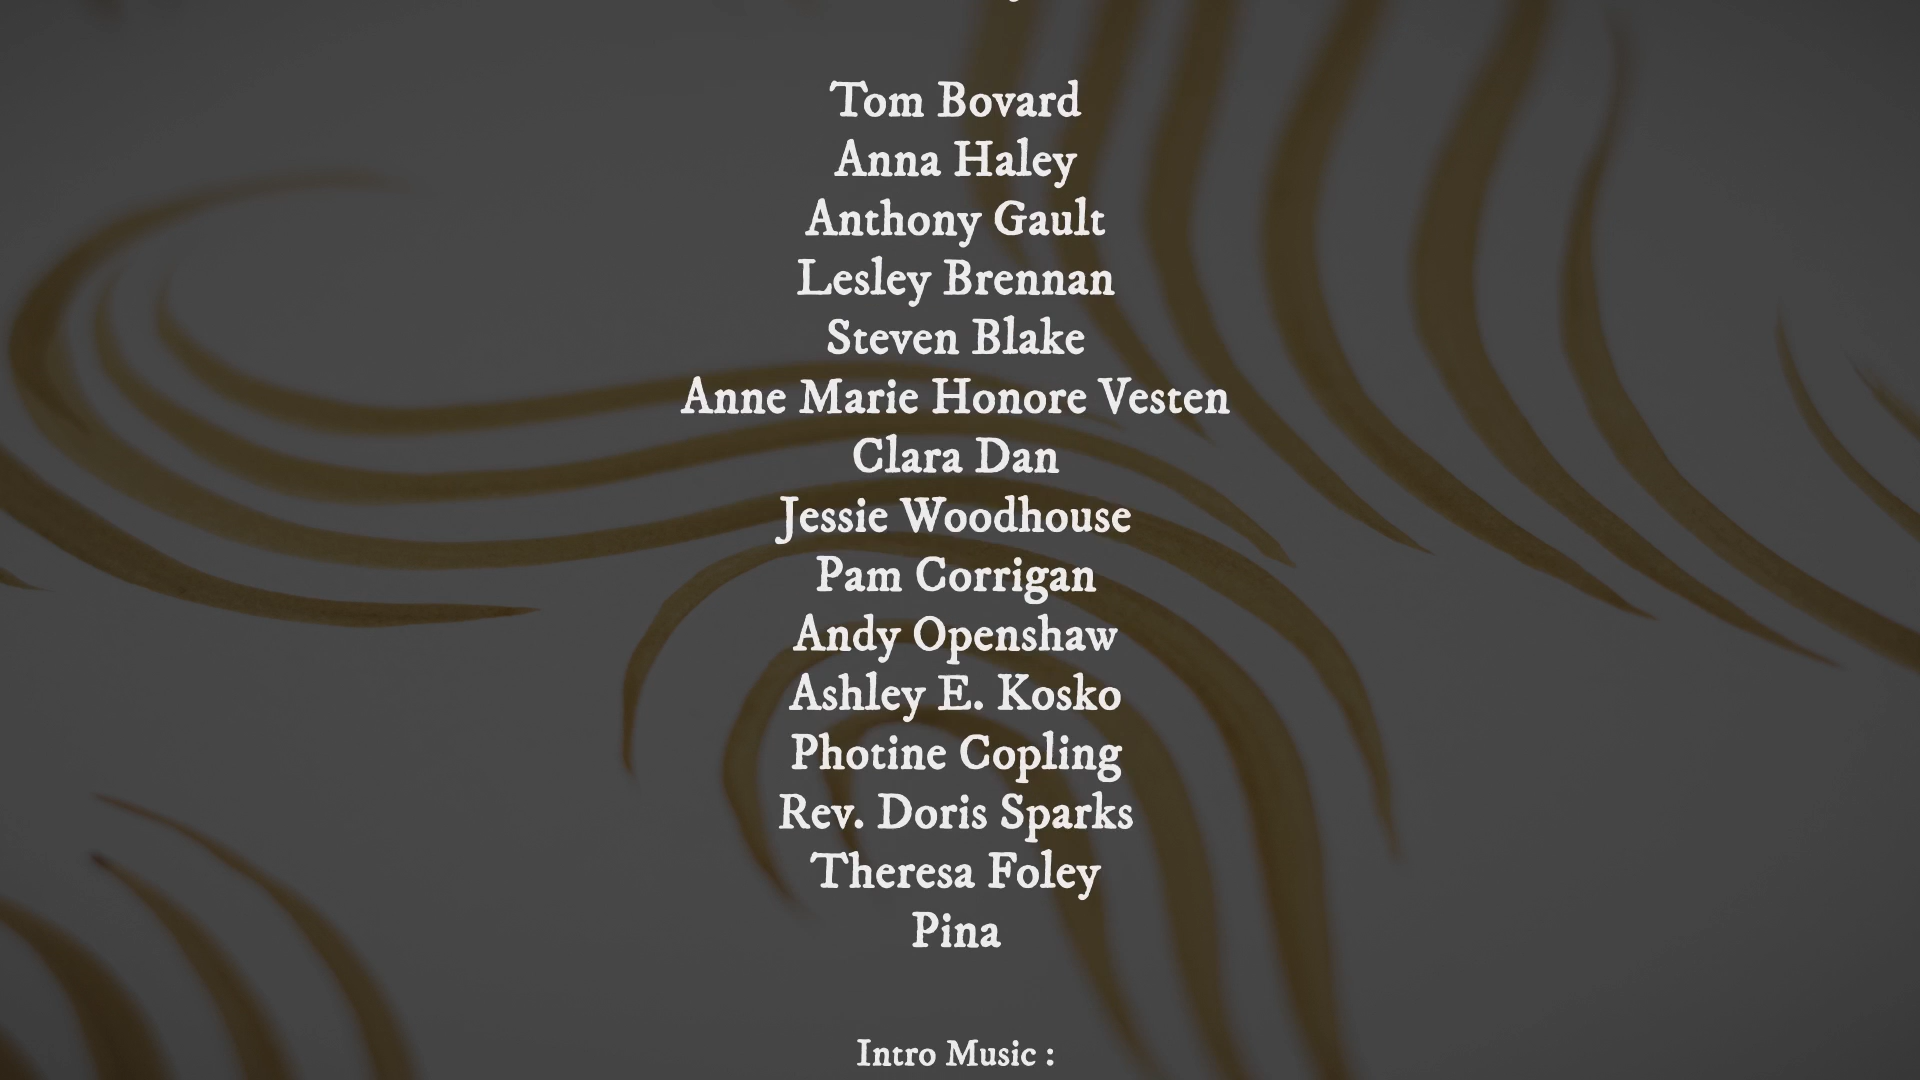 Tom Bovard
Anna Haley
Anthony Gault
Lesley Brennan
Steven Blake
Anne Marie Honore Vesten
Clara Dan
Jessie Woodhouse
Pam Corrigan
Andy Openshaw
Ashley E. Kosko
Photine Copling
Rev. Doris Sparks
Theresa Foley
Pina
Intro Music :